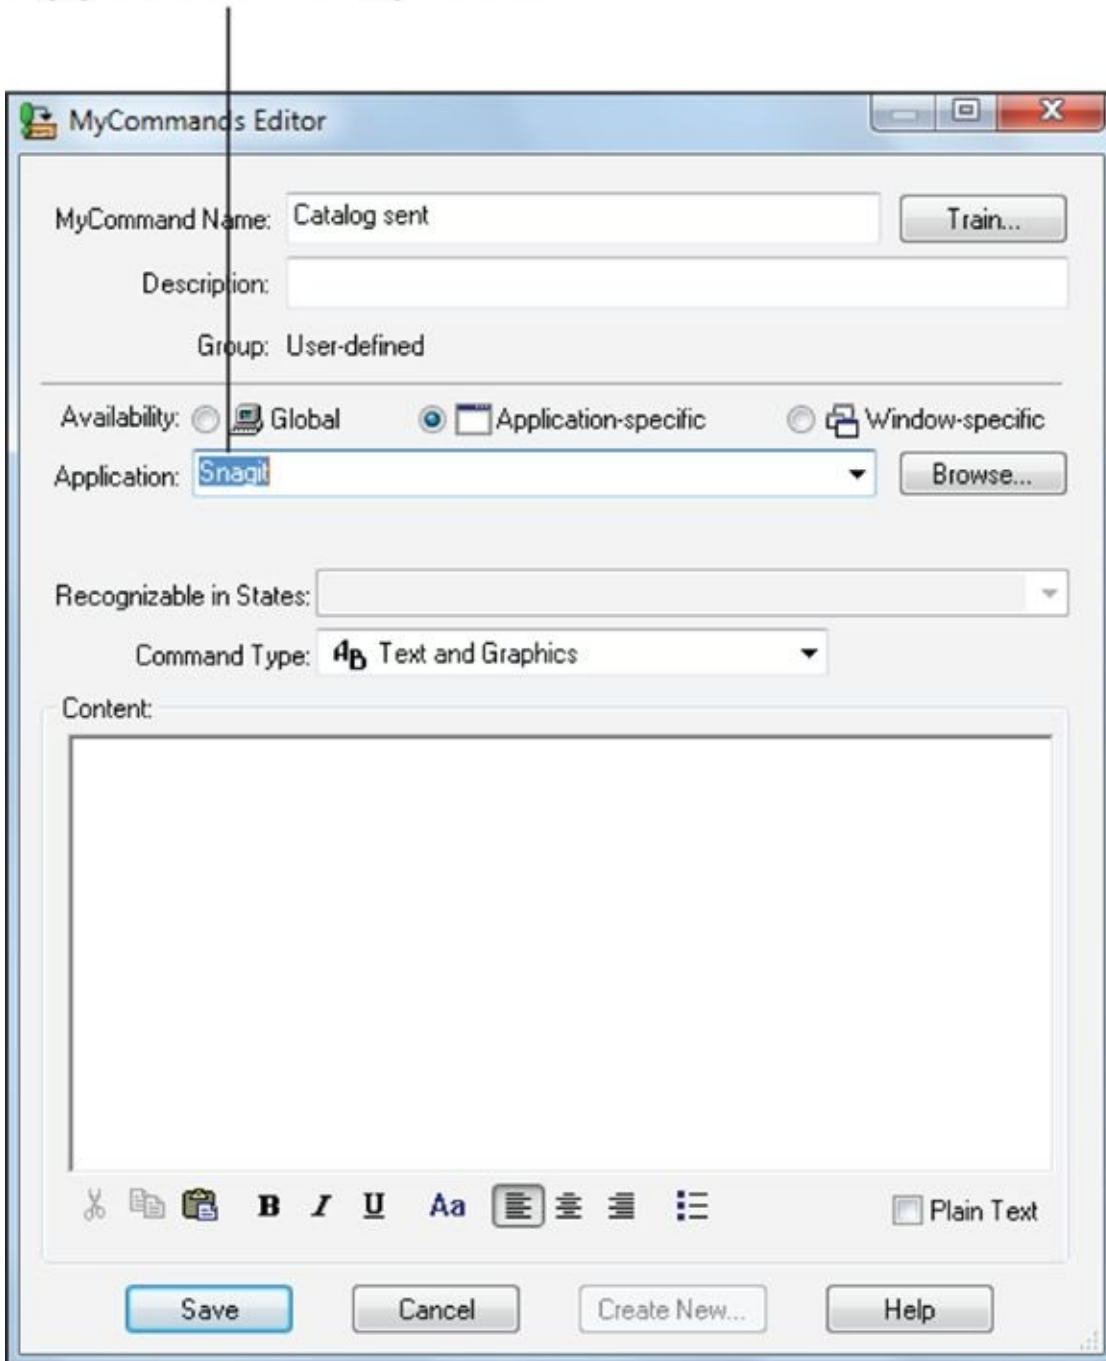 MyCommands Editor
MyCommand Name: Catalog sent Train...
Description:
Group: User-defined
Availability: Global Application-specific Window-specific
Application: Snagit Browse...
Recognizable in States:
Command Type: AB Text and Graphics
Content:
B I U Aa Plain Text
Save Cancel Create New... Help